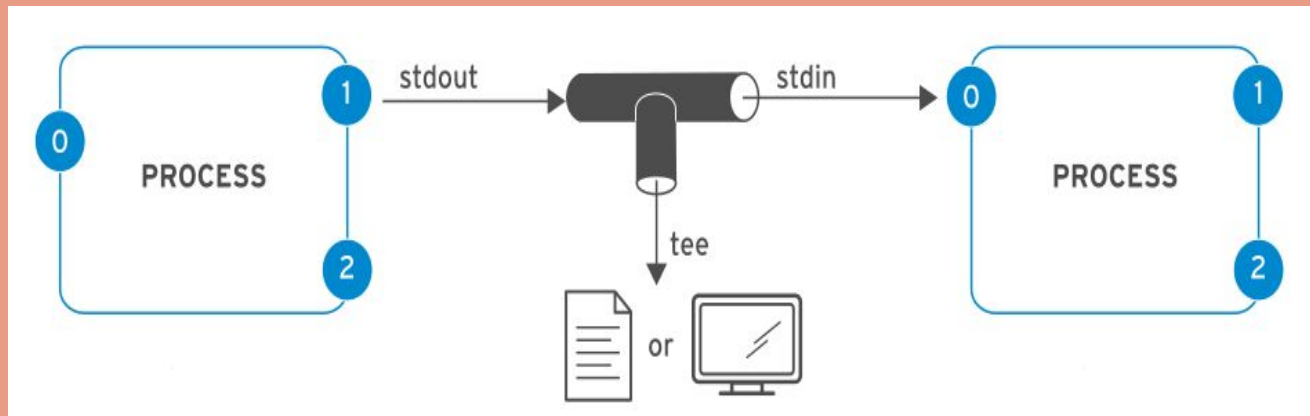 stdout
stdin
1
0
1
0
PROCESS
PROCESS
tee
2
2
or